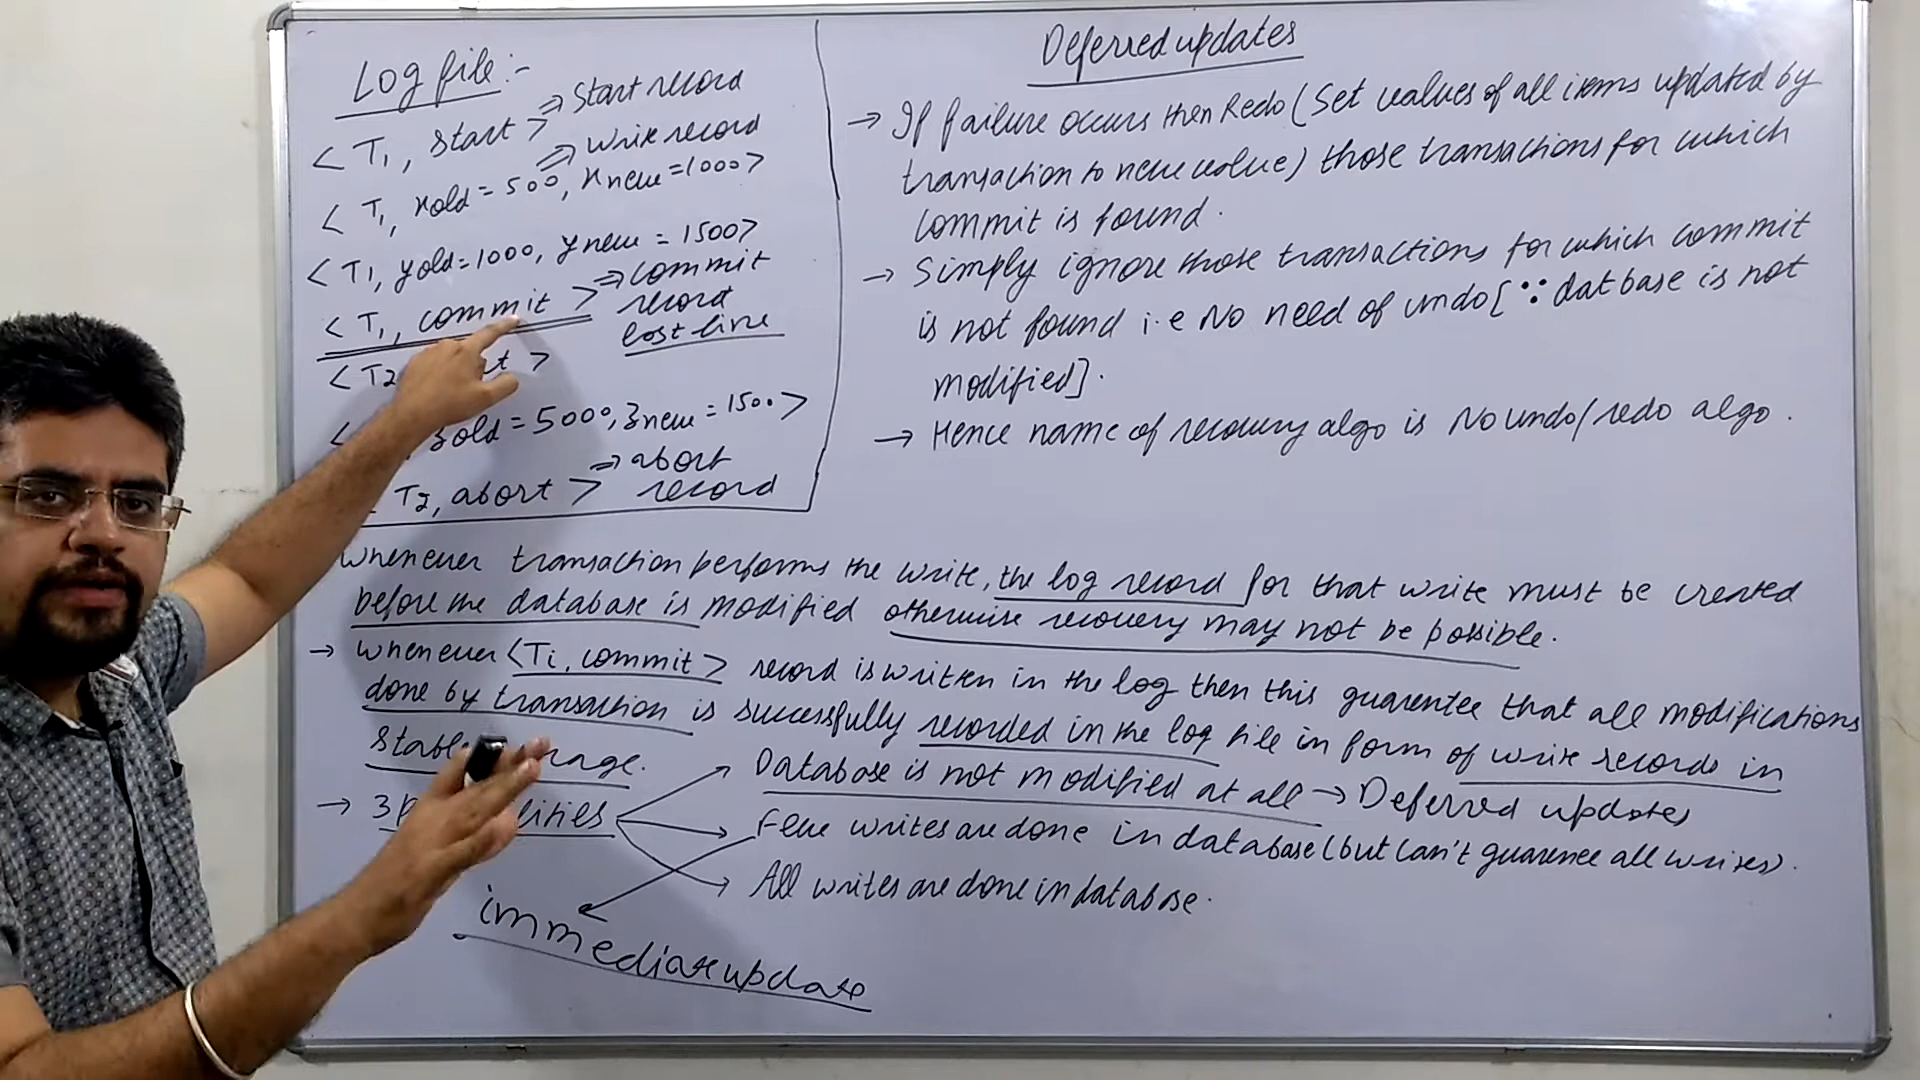 Log file :-
< T1, start > ⇒ Start record
⇒ write record
< T1, xold = 500, xnew = 1000 >
< T1, yold = 1000, ynew = 1500 >
< T1, commit > ⇒ commit
record
last line
< T2 >
zold = 5000, znew = 1500 >
T2, abort > ⇒ abort
record
Deferred updates
→ If failure occurs then Redo (Set values of all items updated by
transaction to new value) those transactions for which
commit is found.
→ Simply ignore those transactions for which commit
is not found i.e No need of undo [∵ datbase is not
modified].
→ Hence name of recovery algo is No undo/redo algo.
whenever transaction performs the write, the log record for that write must be created
before the database is modified otherwise recovery may not be possible.
→ whenever <Ti, commit> record is written in the log then this guarentee that all modifications
done by transaction is successfully recorded in the log file in form of write records in
→ 3
Database is not modified at all → Deferred updates
Few writes are done in database (but can't guarence all writes).
All writes are done in database.
immediate update